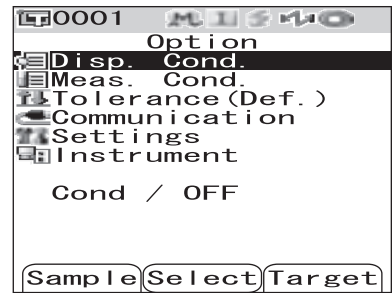 0001
Option
Disp. Cond.
Meas. Cond.
Tolerance(Def.)
Communication
Settings
Instrument
Cond / OFF
Sample Select Target